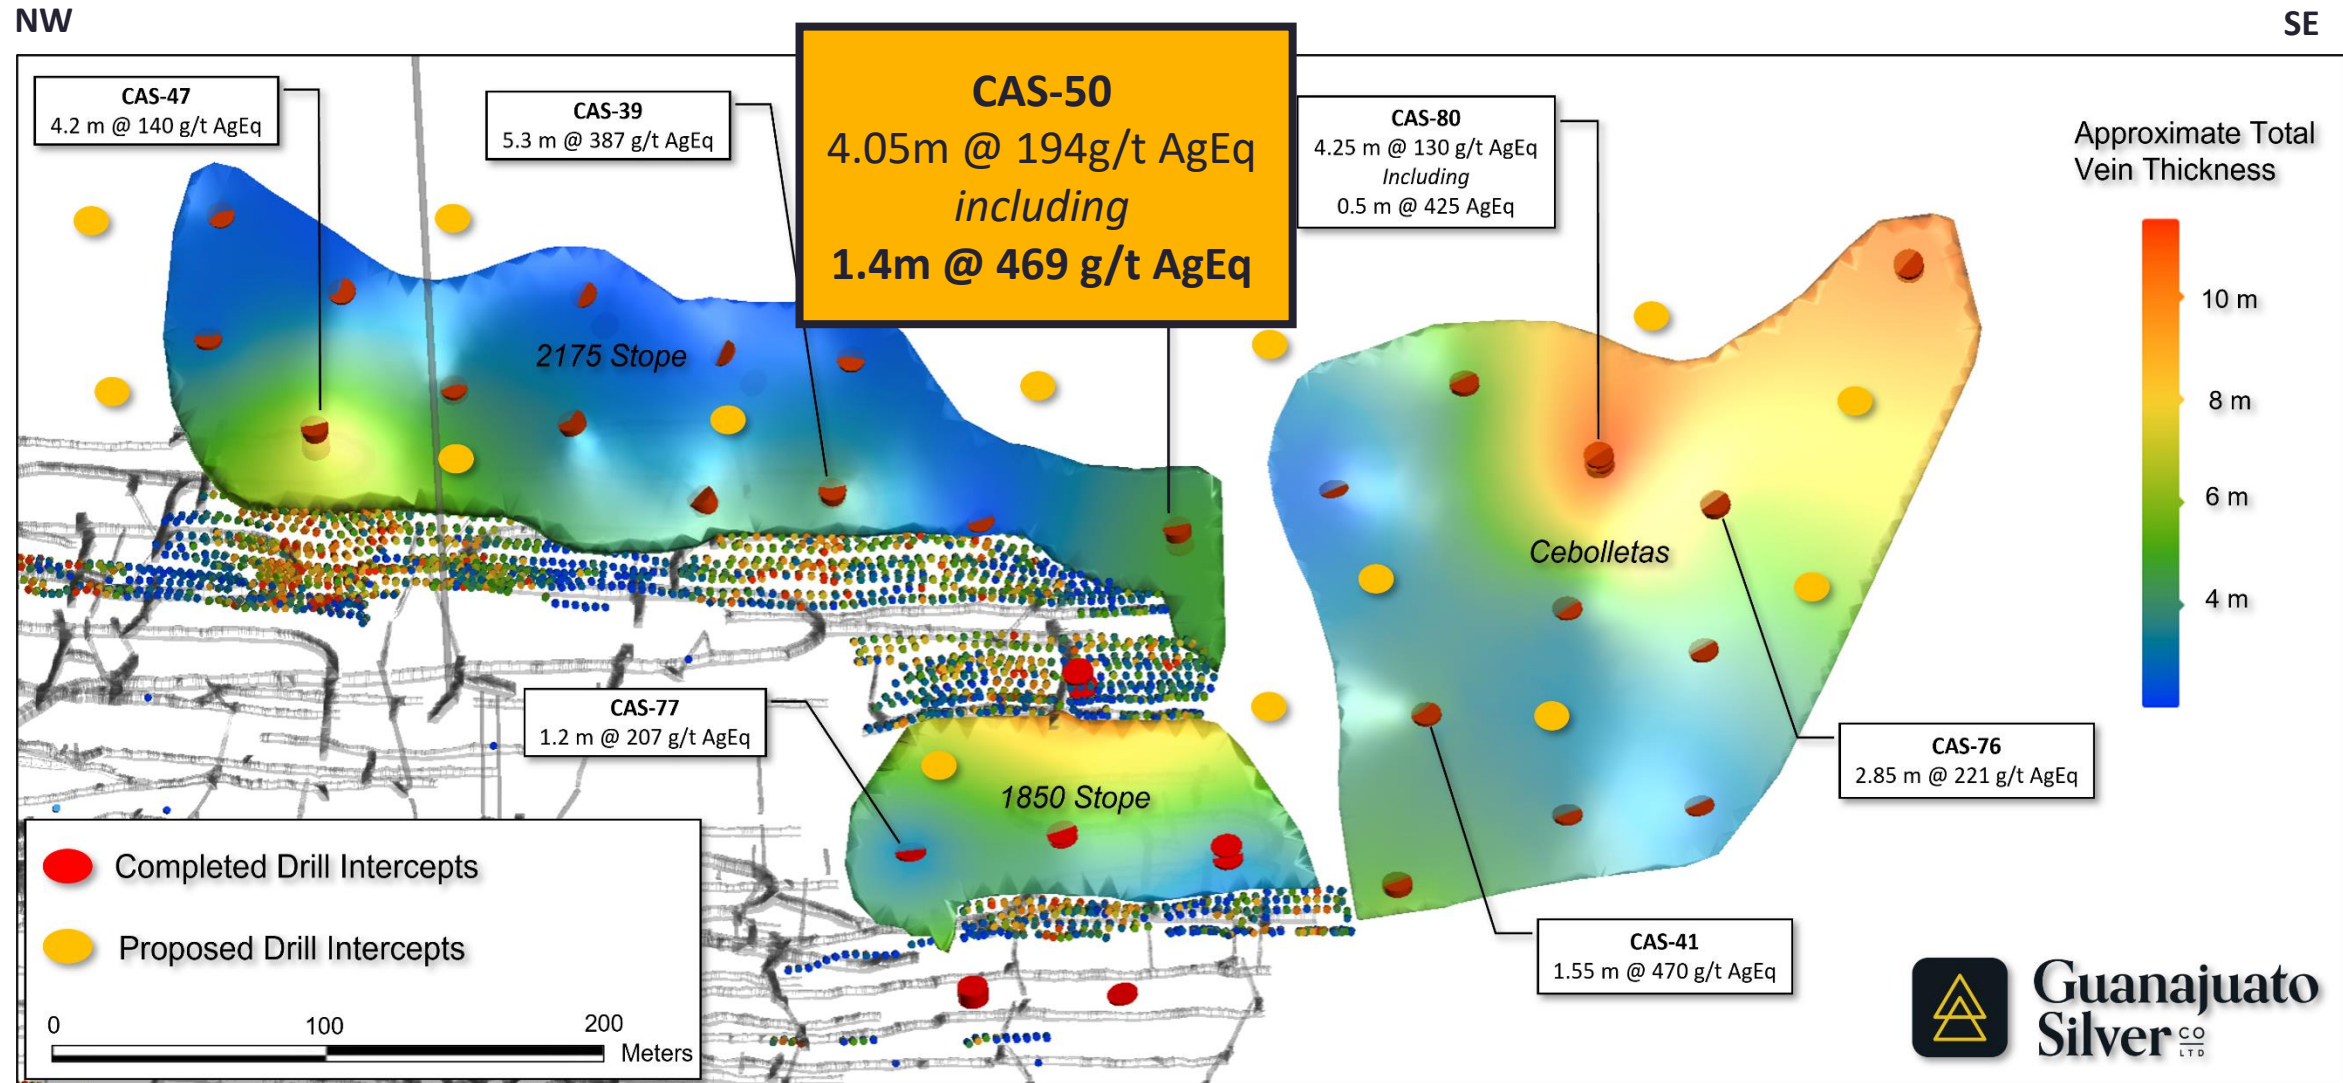 NW
SE
CAS-47
4.2 m @ 140 g/t AgEq
CAS-39
5.3 m @ 387 g/t AgEq
CAS-50
4.05m @ 194g/t AgEq
including
1.4m @ 469 g/t AgEq
CAS-80
4.25 m @ 130 g/t AgEq
Including
0.5 m @ 425 AgEq
Approximate Total
Vein Thickness
10 m
8 m
6 m
4 m
2175 Stope
Cebolletas
CAS-77
1.2 m @ 207 g/t AgEq
1850 Stope
CAS-76
2.85 m @ 221 g/t AgEq
CAS-41
1.55 m @ 470 g/t AgEq
Completed Drill Intercepts
Proposed Drill Intercepts
0 100 200
Meters
Guanajuato
Silver CO
LTD